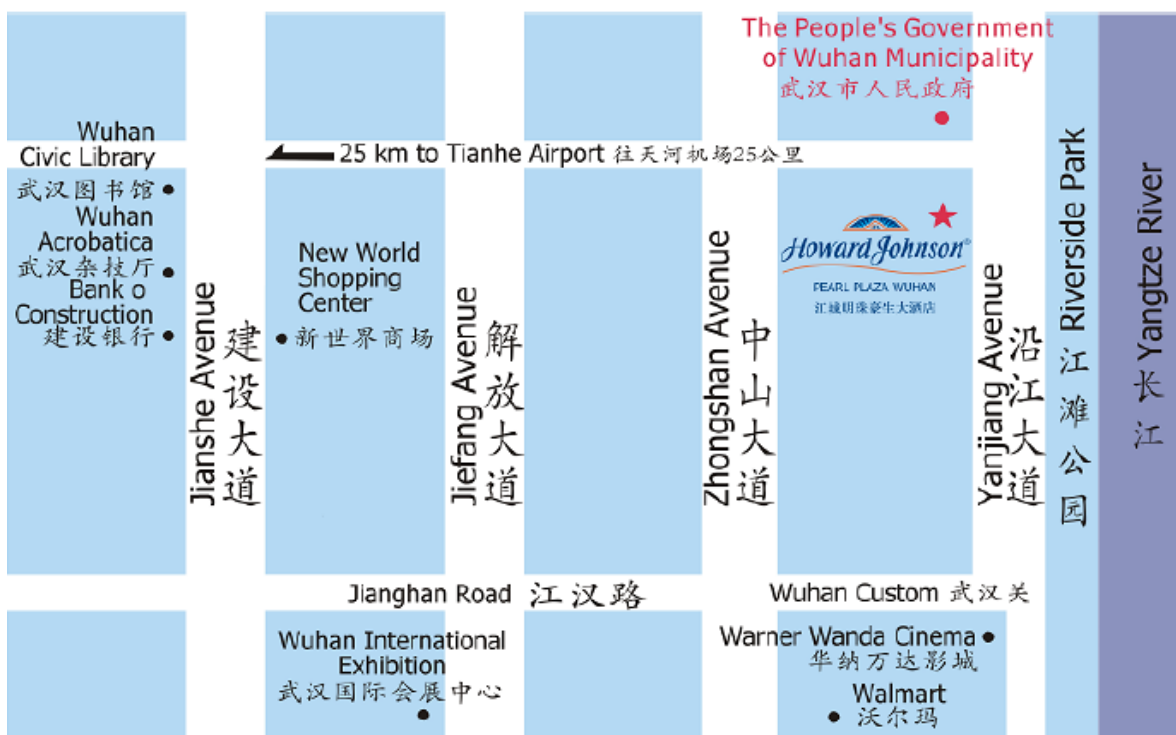 The People's Government
of Wuhan Municipality
武汉市人民政府
Wuhan
Civic Library
武汉图书馆
Wuhan
Acrobatica
武汉杂技厅
Bank o
Construction
建设银行
25 km to Tianhe Airport 往天河机场25公里
New World
Shopping
Center
新世界商场
Howard Johnson®
PEARL PLAZA WUHAN
江城明珠豪生大酒店
Jianshe Avenue
建设大道
Jiefang Avenue
解放大道
Zhongshan Avenue
中山大道
Yanjiang Avenue
沿江大道
Riverside Park
江滩公园
Yangtze River
长江
Jianghan Road 江汉路
Wuhan Custom 武汉关
Wuhan International
Exhibition
武汉国际会展中心
Warner Wanda Cinema
华纳万达影城
Walmart
沃尔玛